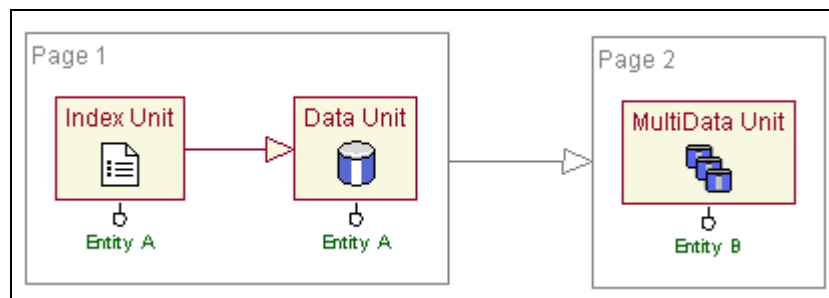 Page 1
Index Unit
Entity A
Data Unit
Entity A
Page 2
MultiData Unit
Entity B